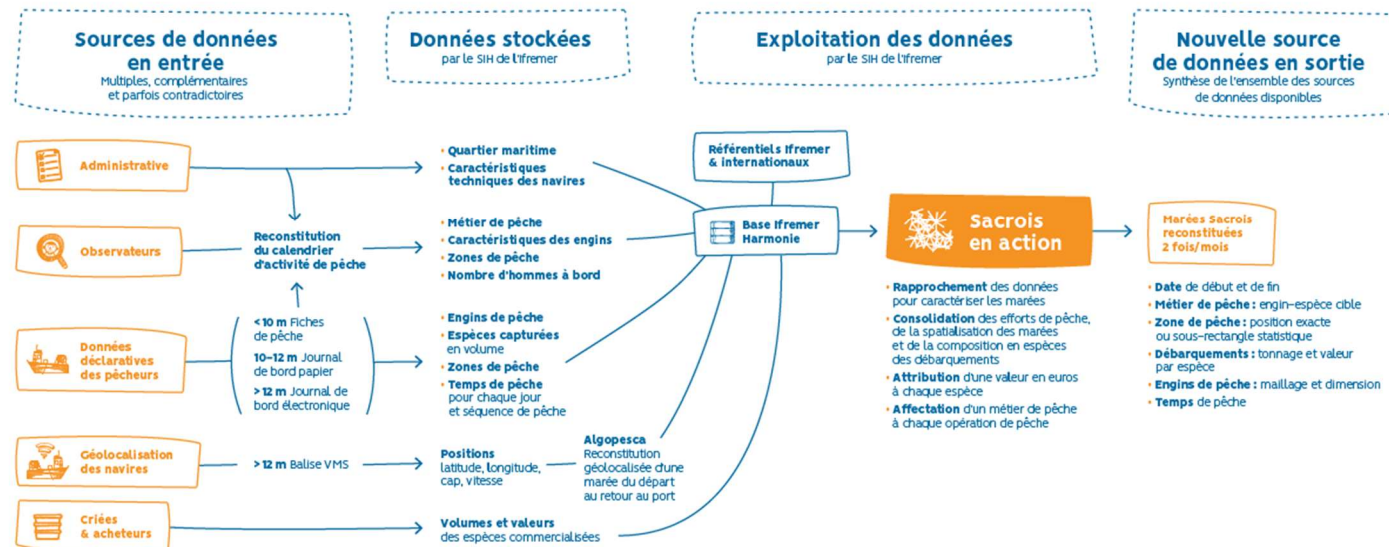 Sources de données
en entrée
Multiples, complémentaires
et parfois contradictoires
Données stockées
par le SIH de l'Ifremer
Exploitation des données
par le SIH de l'Ifremer
Nouvelle source
de données en sortie
Synthèse de l'ensemble des sources
de données disponibles
Administrative
Observateurs
Données
déclaratives
des pêcheurs
Géolocalisation
des navires
Criées
& acheteurs
Reconstitution
du calendrier
d'activité de pêche
<10 m Fiches
de pêche
10-12 m Journal
de bord papier
>12 m Journal de
bord électronique
>12 m Balise VMS
• Quartier maritime
• Caractéristiques
techniques des navires
• Métier de pêche
• Caractéristiques des engins
• Zones de pêche
• Nombre d'hommes à bord
• Engins de pêche
• Espèces capturées
en volume
• Zones de pêche
• Temps de pêche
pour chaque jour
et séquence de pêche
Positions
latitude, longitude,
cap, vitesse
Algopesca
Reconstitution
géolocalisée d'une
marée du départ
au retour au port
Volumes et valeurs
des espèces commercialisées
Référentiels Ifremer
& internationaux
Base Ifremer
Harmonie
Sacrois
en action
• Rapprochement des données
pour caractériser les marées
• Consolidation des efforts de pêche,
de la spatialisation des marées
et de la composition en espèces
des débarquements
• Attribution d'une valeur en euros
à chaque espèce
• Affectation d'un métier de pêche
à chaque opération de pêche
Marées Sacrois
reconstituées
2 fois/mois
• Date de début et de fin
• Métier de pêche : engin-espèce cible
• Zone de pêche : position exacte
ou sous-rectangle statistique
• Débarquements : tonnage et valeur
par espèce
• Engins de pêche : maillage et dimension
• Temps de pêche